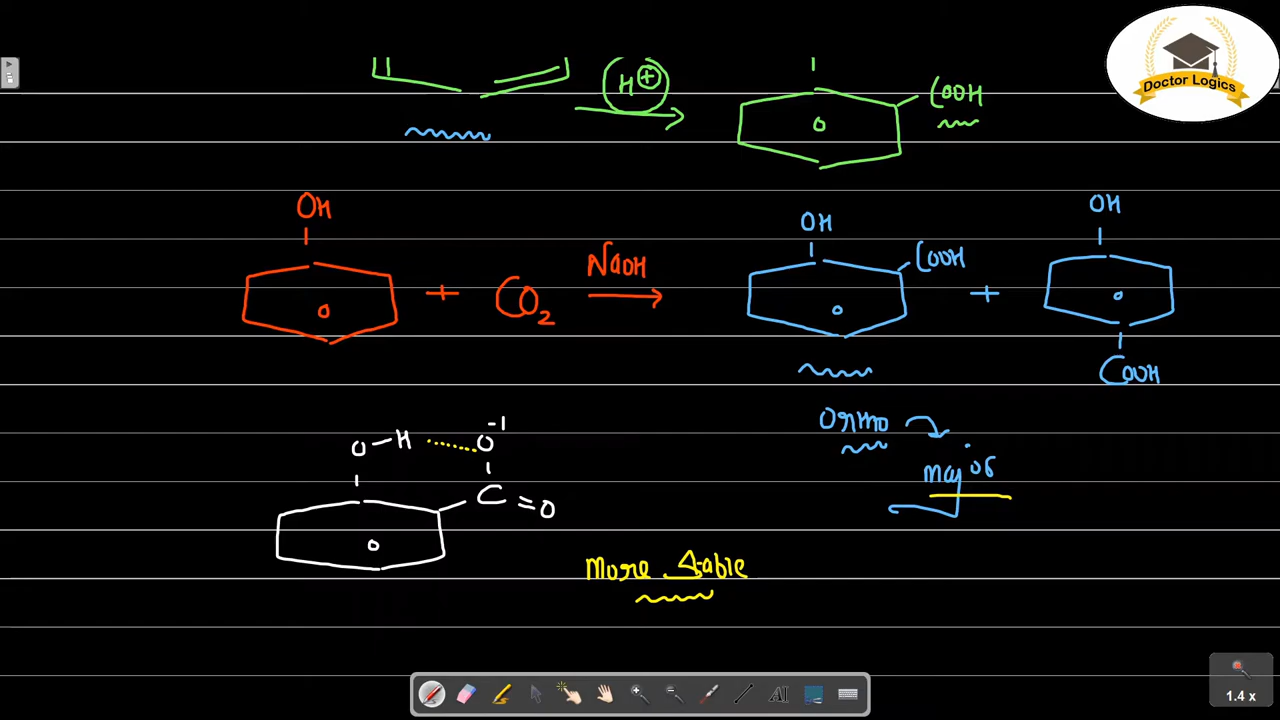 H⊕
COOH
Doctor Logics
OH
+ CO2
NaOH
OH
COOH
+
OH
COOH
Ortho
major
O-H
O-1
C=O
More Stable
1.4 x